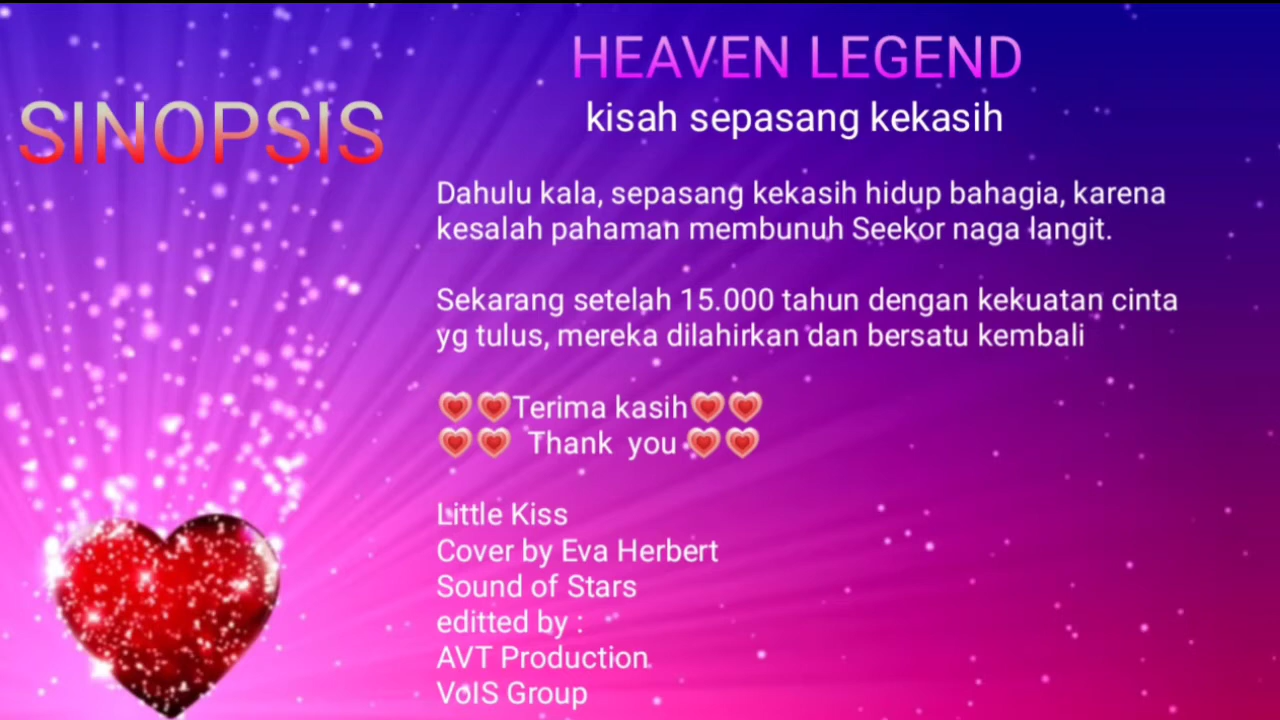 SINOPSIS
HEAVEN LEGEND
kisah sepasang kekasih
Dahulu kala, sepasang kekasih hidup bahagia, karena
kesalah pahaman membunuh Seekor naga langit.
Sekarang setelah 15.000 tahun dengan kekuatan cinta
yg tulus, mereka dilahirkan dan bersatu kembali
💗💗Terima kasih💗💗
💗💗 Thank you 💗💗
Little Kiss
Cover by Eva Herbert
Sound of Stars
editted by :
AVT Production
VoIS Group